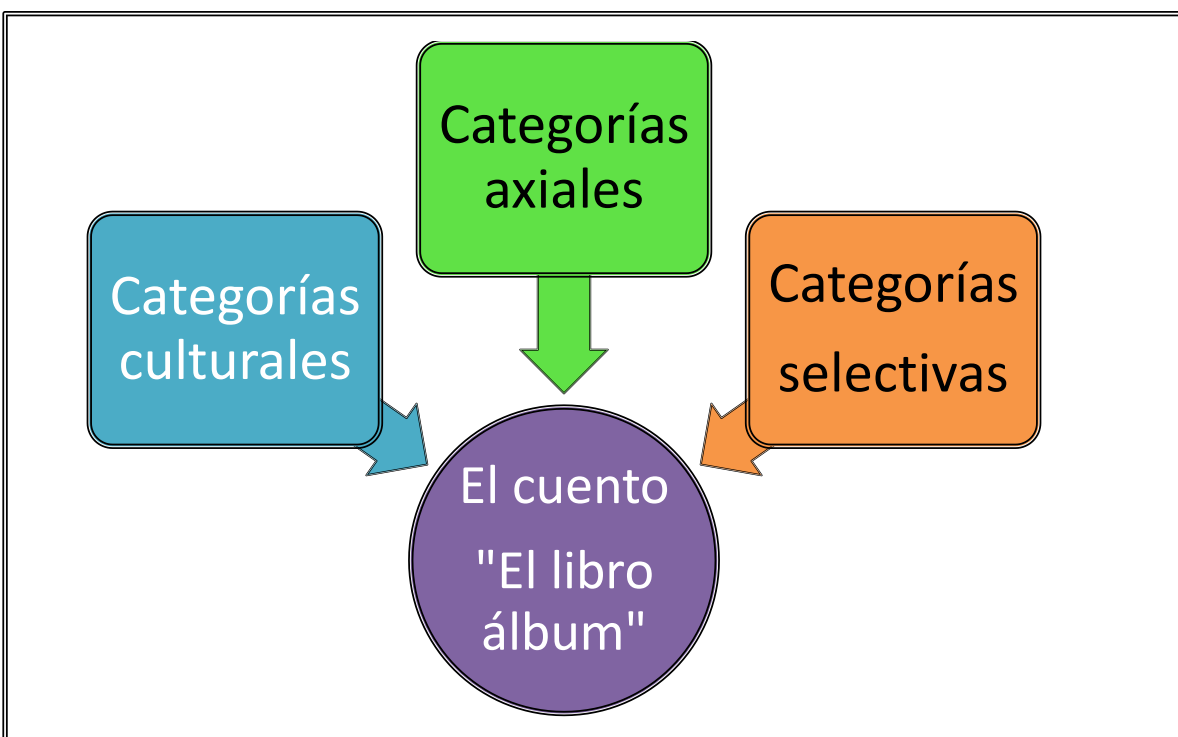 Categorías
axiales
Categorías
culturales
Categorías
selectivas
El cuento
"El libro
álbum"